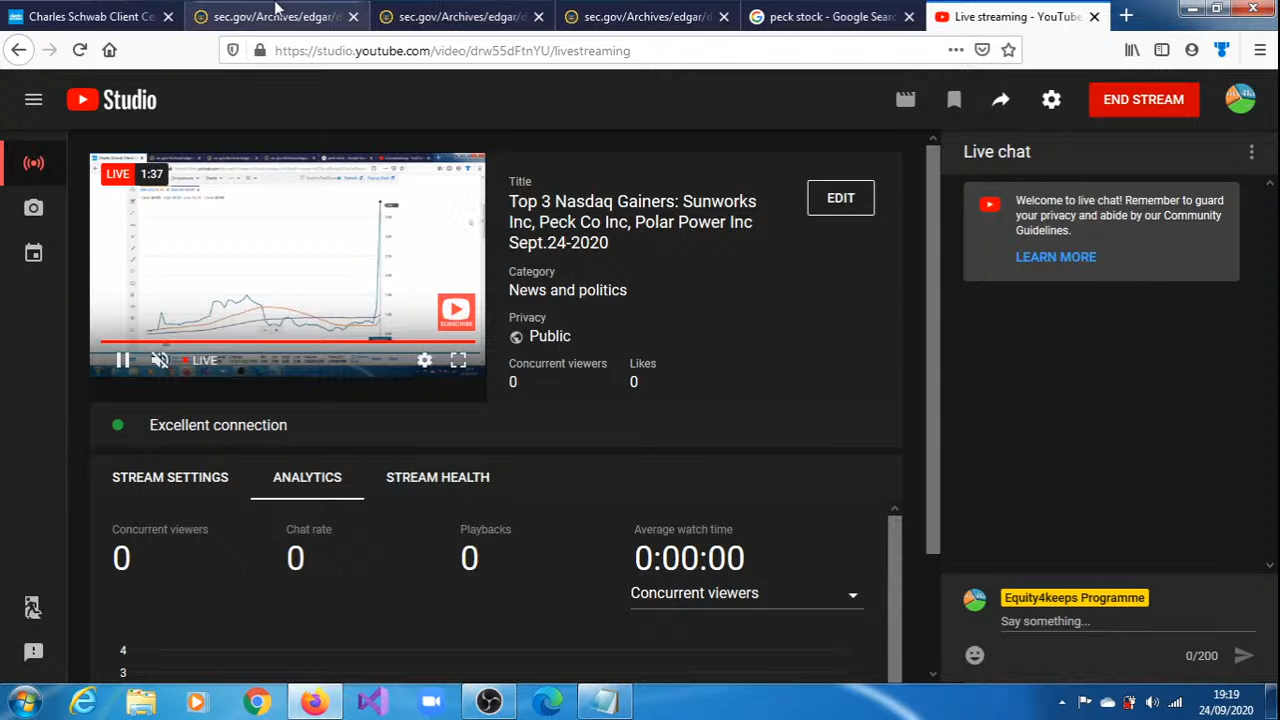 Charles Schwab Client Ce
sec.gov/Archives/edgar/d
sec.gov/Archives/edgar/d
sec.gov/Archives/edgar/d
peck stock - Google Searc
Live streaming - YouTube
https://studio.youtube.com/video/drw55dFtnYU/livestreaming
Studio
END STREAM
LIVE 1:37
SUBSCRIBE
LIVE
Title
Top 3 Nasdaq Gainers: Sunworks
Inc, Peck Co Inc, Polar Power Inc
Sept.24-2020
EDIT
Category
News and politics
Privacy
Public
Concurrent viewers
0
Likes
0
Excellent connection
STREAM SETTINGS
ANALYTICS
STREAM HEALTH
Concurrent viewers
0
Chat rate
0
Playbacks
0
Average watch time
0:00:00
Concurrent viewers
4
3
Live chat
Welcome to live chat! Remember to guard
your privacy and abide by our Community
Guidelines.
LEARN MORE
Equity4keeps Programme
Say something...
0/200
19:19
24/09/2020